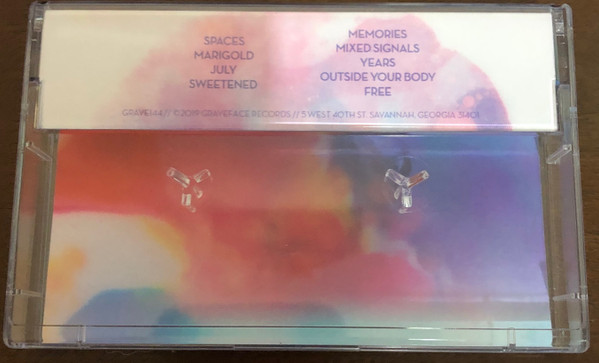 SPACES
MARIGOLD
JULY
SWEETENED
MEMORIES
MIXED SIGNALS
YEARS
OUTSIDE YOUR BODY
FREE
// ©2019 GRAVEFACE RECORDS // 5 WEST 40TH ST. SAVANNAH, GEORGIA. 31401